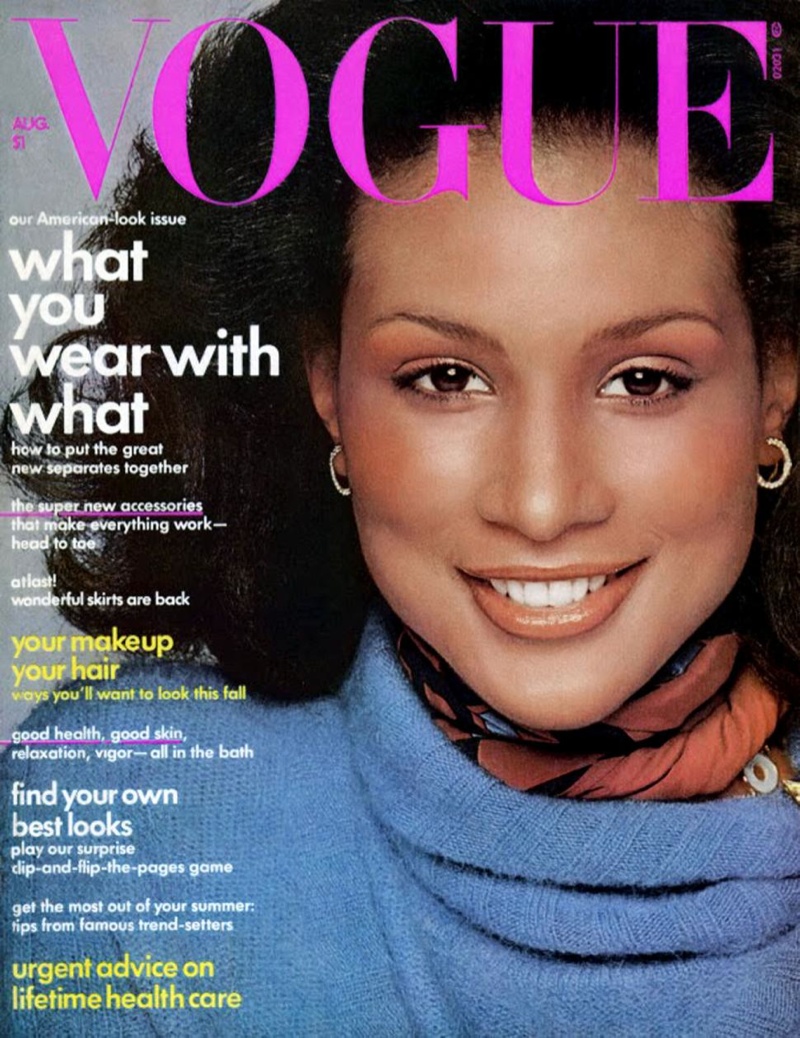 VOGUE
02031
AUG.
$1
our American-look issue
what
you
wear with
what
how to put the great
new separates together
the super new accessories
that make everything work—
head to toe
at last!
wonderful skirts are back
your makeup
your hair
ways you'll want to look this fall
good health, good skin,
relaxation, vigor—all in the bath
find your own
best looks
play our surprise
clip-and-flip-the-pages game
get the most out of your summer:
tips from famous trend-setters
urgent advice on
lifetime health care